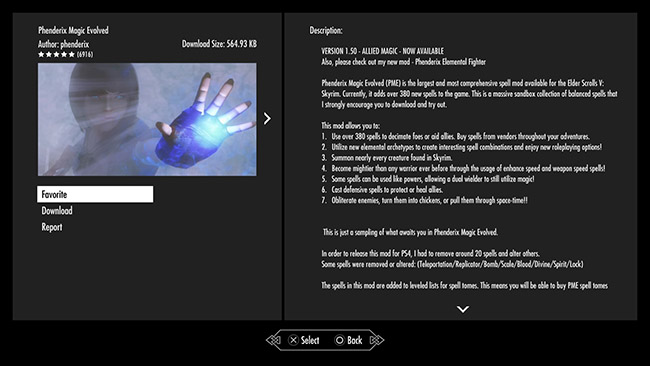 Phenderix Magic Evolved
Author: phenderix
Download Size: 564.93 KB
(6916)
Favorite
Download
Report
Description:
VERSION 1.50 - ALLIED MAGIC - NOW AVAILABLE
Also, please check out my new mod - Phenderix Elemental Fighter
Phenderix Magic Evolved (PME) is the largest and most comprehensive spell mod available for the Elder Scrolls V:
Skyrim. Currently, it adds over 380 new spells to the game. This is a massive sandbox collection of balanced spells that
I strongly encourage you to download and try out.
This mod allows you to:
1. Use over 380 spells to decimate foes or aid allies. Buy spells from vendors throughout your adventures.
2. Utilize new elemental archetypes to create interesting spell combinations and enjoy new roleplaying options!
3. Summon nearly every creature found in Skyrim.
4. Become mightier than any warrior ever before through the usage of enhance speed and weapon speed spells!
5. Some spells can be used like powers, allowing a dual wielder to still utilize magic!
6. Cast defensive spells to protect or heal allies.
7. Obliterate enemies, turn them into chickens, or pull them through space-time!!
This is just a sampling of what awaits you in Phenderix Magic Evolved.
In order to release this mod for PS4, I had to remove around 20 spells and alter others.
Some spells were removed or altered: (Teleportation/Replicator/Bomb/Scale/Blood/Divine/Spirit/Lock)
The spells in this mod are added to leveled lists for spell tomes. This means you will be able to buy PME spell tomes
Select
Back